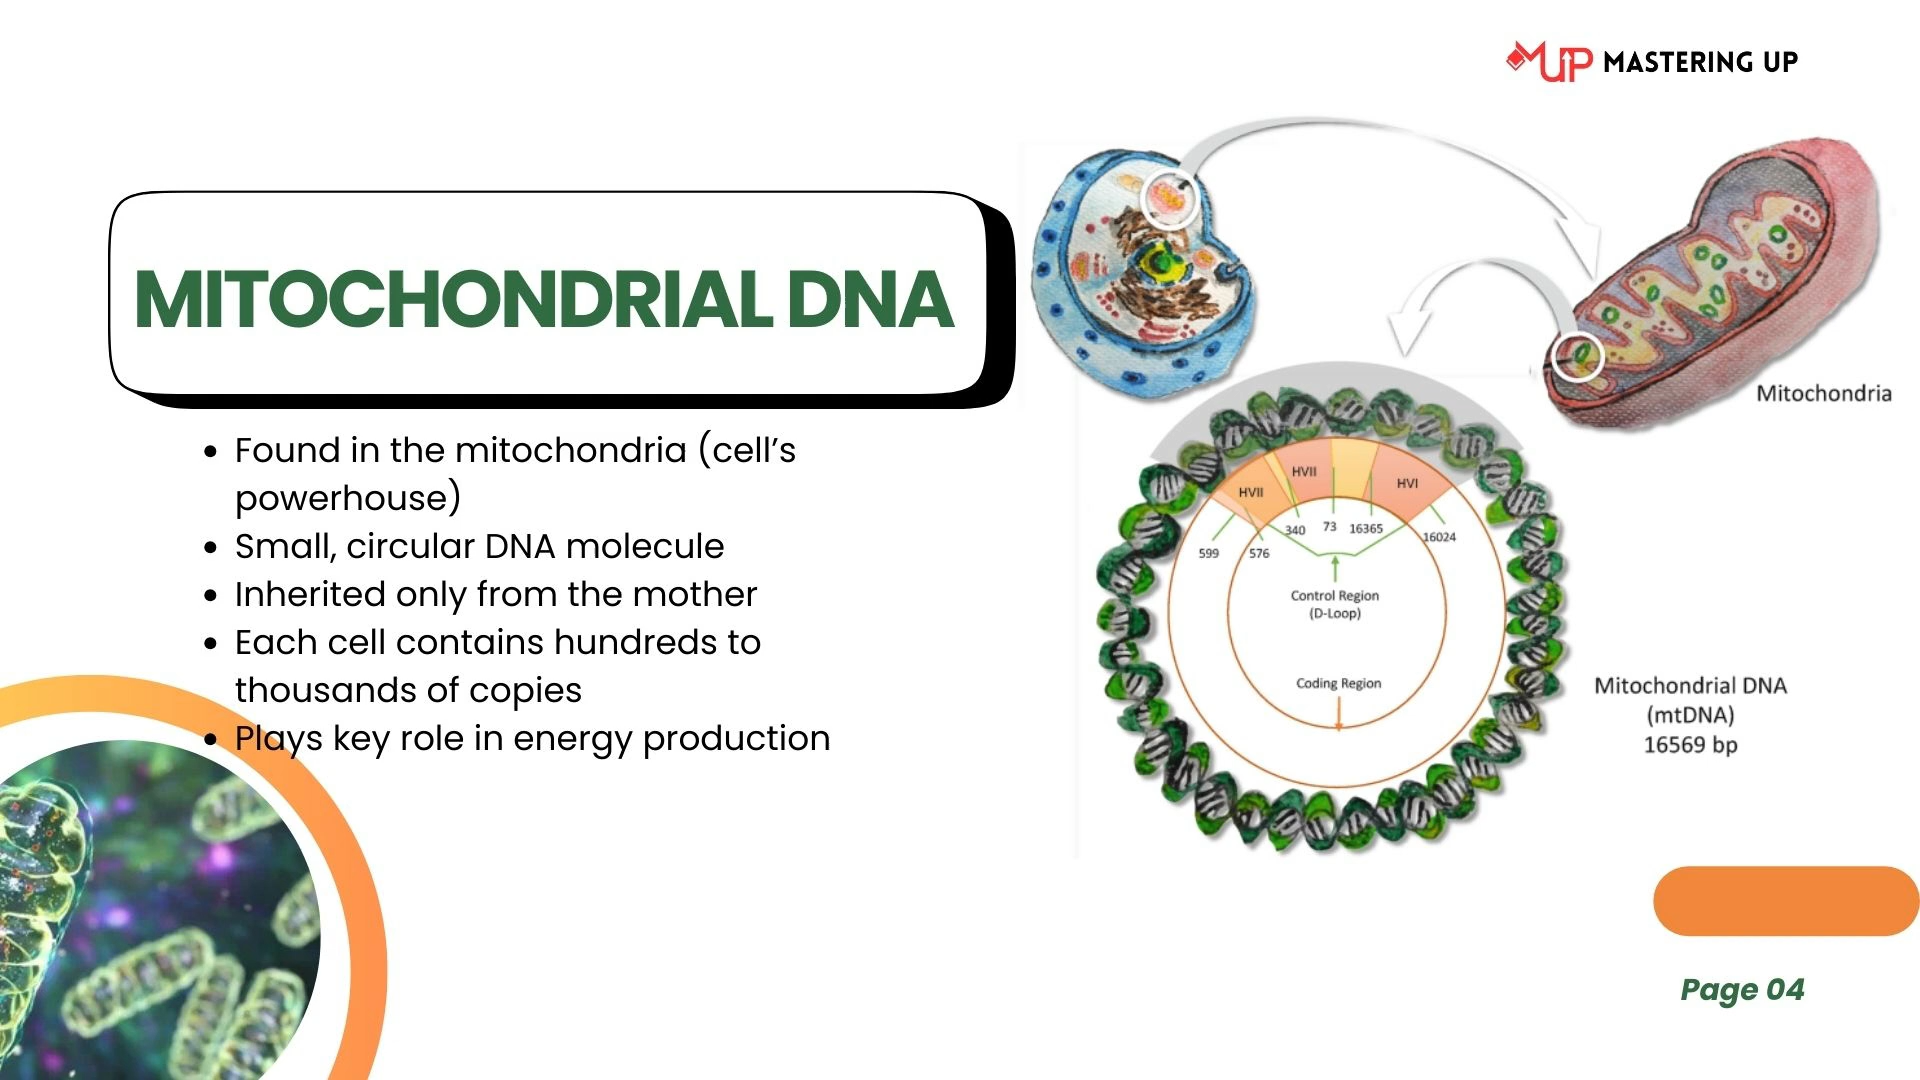 MUP MASTERING UP
MITOCHONDRIAL DNA
• Found in the mitochondria (cell’s
powerhouse)
• Small, circular DNA molecule
• Inherited only from the mother
• Each cell contains hundreds to
thousands of copies
• Plays key role in energy production
Mitochondria
HVII
HVII
HVI
599
576
340
73
16365
16024
Control Region
(D-Loop)
Coding Region
Mitochondrial DNA
(mtDNA)
16569 bp
Page 04